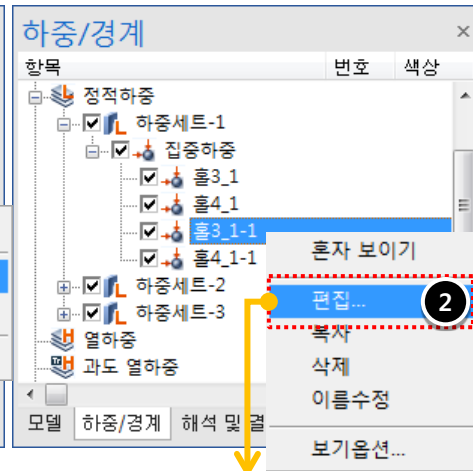 하중/경계
항목 번호 색상
정적하중
하중세트-1
집중하중
홀3_1
홀4_1
홀3_1-1
홀4_1-1
하중세트-2
하중세트-3
열하중
과도 열하중
모델 하중/경계 해석 및 결
혼자 보이기
편집... 2
복사
삭제
이름수정
보기옵션...